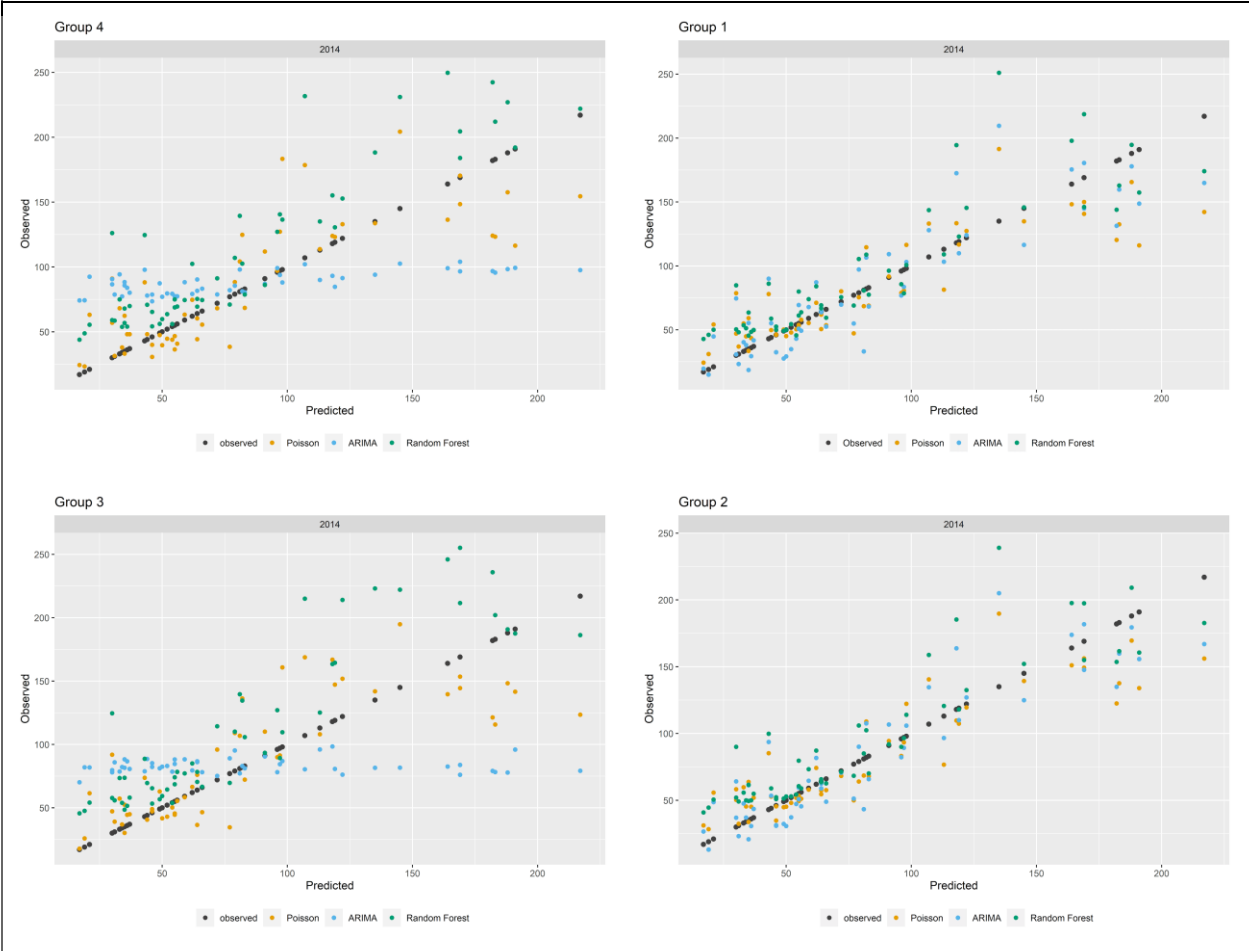 Group 4
2014
250
200
150
100
50
Observed
50 100 150 200
Predicted
observed Poisson ARIMA Random Forest
Group 1
2014
250
200
150
100
50
Observed
50 100 150 200
Predicted
Observed Poisson ARIMA Random Forest
Group 3
2014
250
200
150
100
50
Observed
50 100 150 200
Predicted
observed Poisson ARIMA Random Forest
Group 2
2014
250
200
150
100
50
Observed
50 100 150 200
Predicted
observed Poisson ARIMA Random Forest